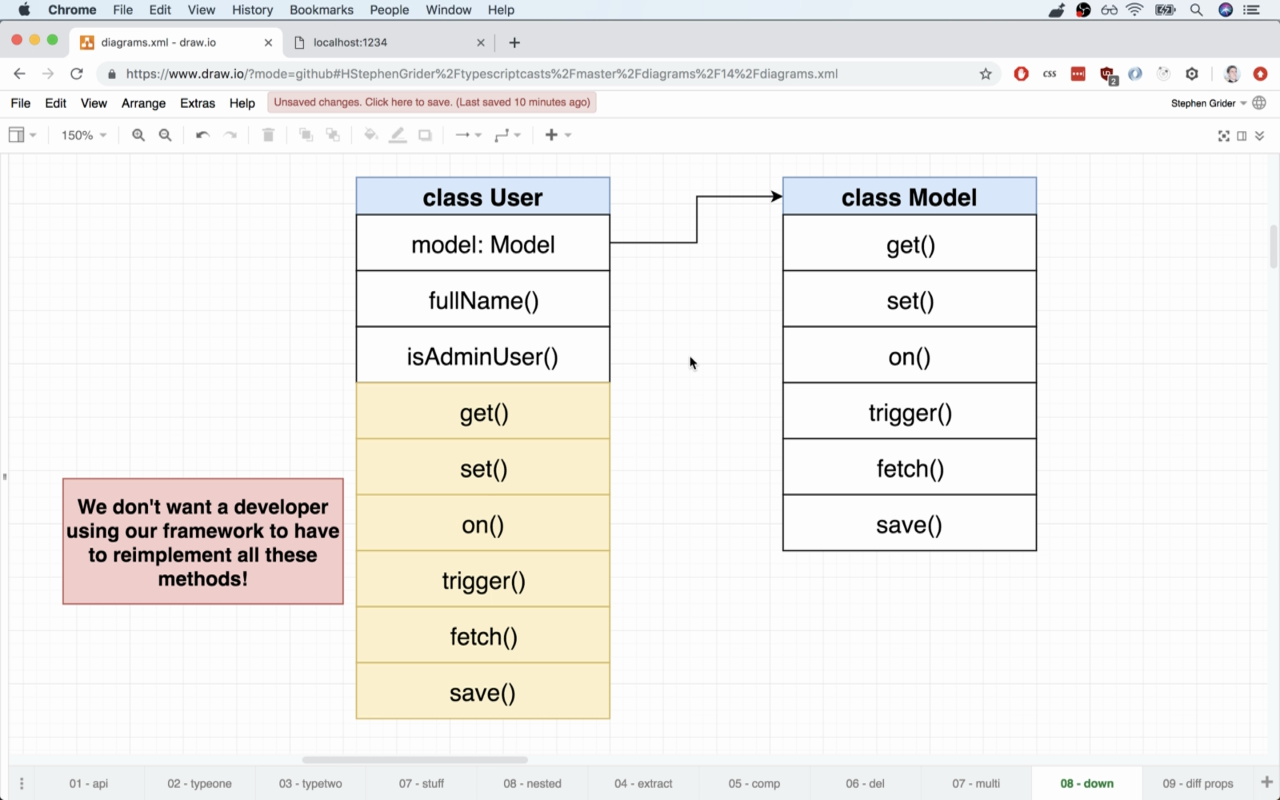 Chrome File Edit View History Bookmarks People Window Help
diagrams.xml - draw.io
localhost:1234
https://www.draw.io/?mode=github#HStephenGrider%2Ftypescriptcasts%2Fmaster%2Fdiagrams%2F14%2Fdiagrams.xml
CSS
2
File Edit View Arrange Extras Help
Unsaved changes. Click here to save. (Last saved 10 minutes ago)
Stephen Grider
150%
class User
model: Model
fullName()
isAdminUser()
get()
set()
on()
trigger()
fetch()
save()
class Model
get()
set()
on()
trigger()
fetch()
save()
We don't want a developer
using our framework to have
to reimplement all these
methods!
01 - api
02 - typeone
03 - typetwo
07 - stuff
08 - nested
04 - extract
05 - comp
06 - del
07 - multi
08 - down
09 - diff props